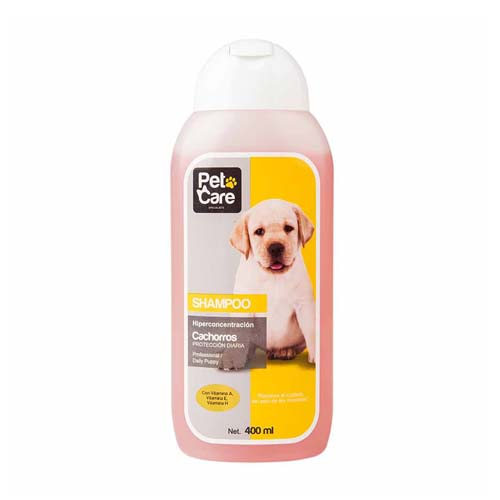 Pet
Care
SHAMPOO
Hiperconcentración
Cachorros
PROTECCIÓN DIARIA
Professional /
Daily Puppy
Con Vitamina A,
Vitamina E,
Vitamina H
Net. 400 ml